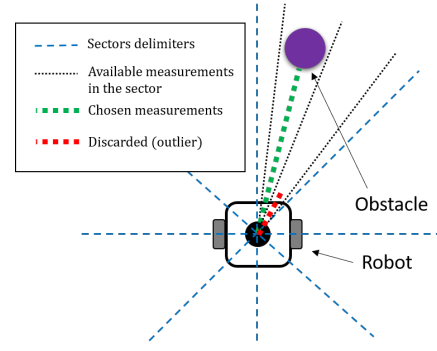 Sectors delimiters
Available measurements
in the sector
Chosen measurements
Discarded (outlier)
Obstacle
Robot